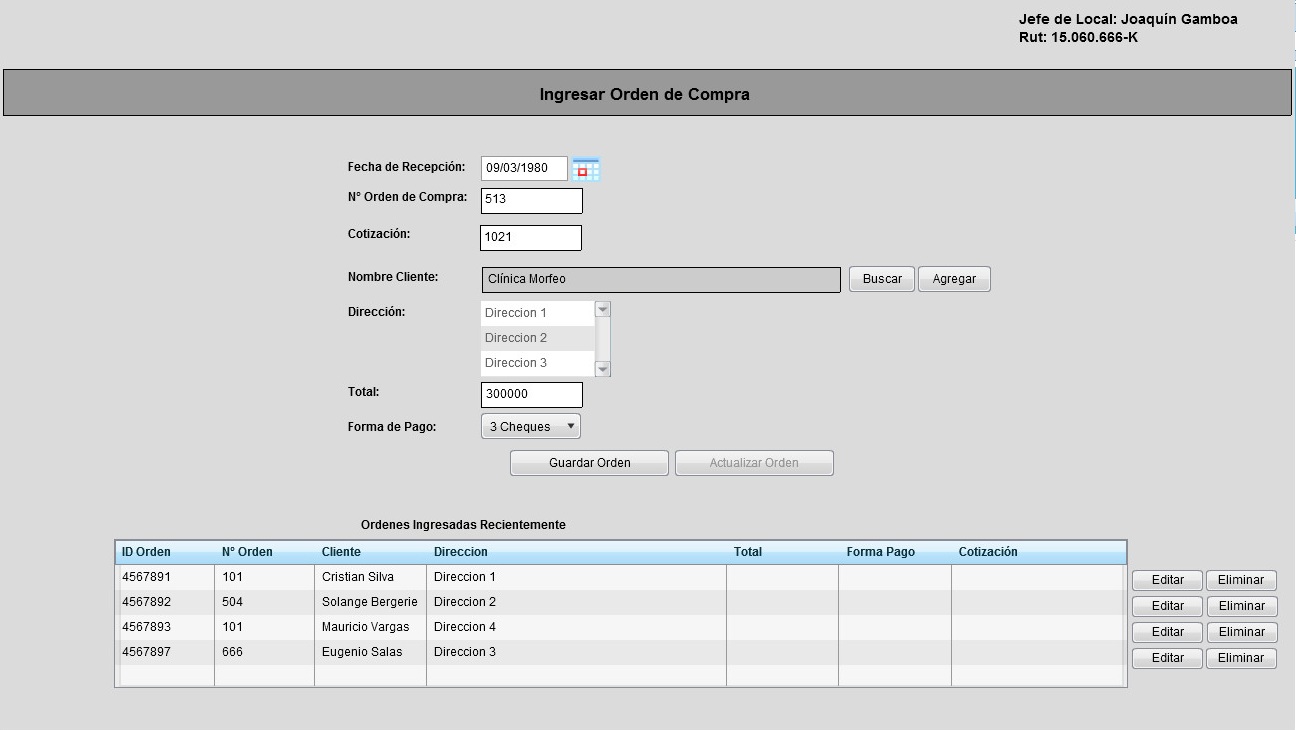 Jefe de Local: Joaquín Gamboa
Rut: 15.060.666-K
Ingresar Orden de Compra
Fecha de Recepción: 09/03/1980
N° Orden de Compra: 513
Cotización: 1021
Nombre Cliente: Clínica Morfeo Buscar Agregar
Dirección: Direccion 1
Direccion 2
Direccion 3
Total: 300000
Forma de Pago: 3 Cheques
Guardar Orden Actualizar Orden
Ordenes Ingresadas Recientemente
ID Orden N° Orden Cliente Direccion Total Forma Pago Cotización
4567891 101 Cristian Silva Direccion 1 Editar Eliminar
4567892 504 Solange Bergerie Direccion 2 Editar Eliminar
4567893 101 Mauricio Vargas Direccion 4 Editar Eliminar
4567897 666 Eugenio Salas Direccion 3 Editar Eliminar